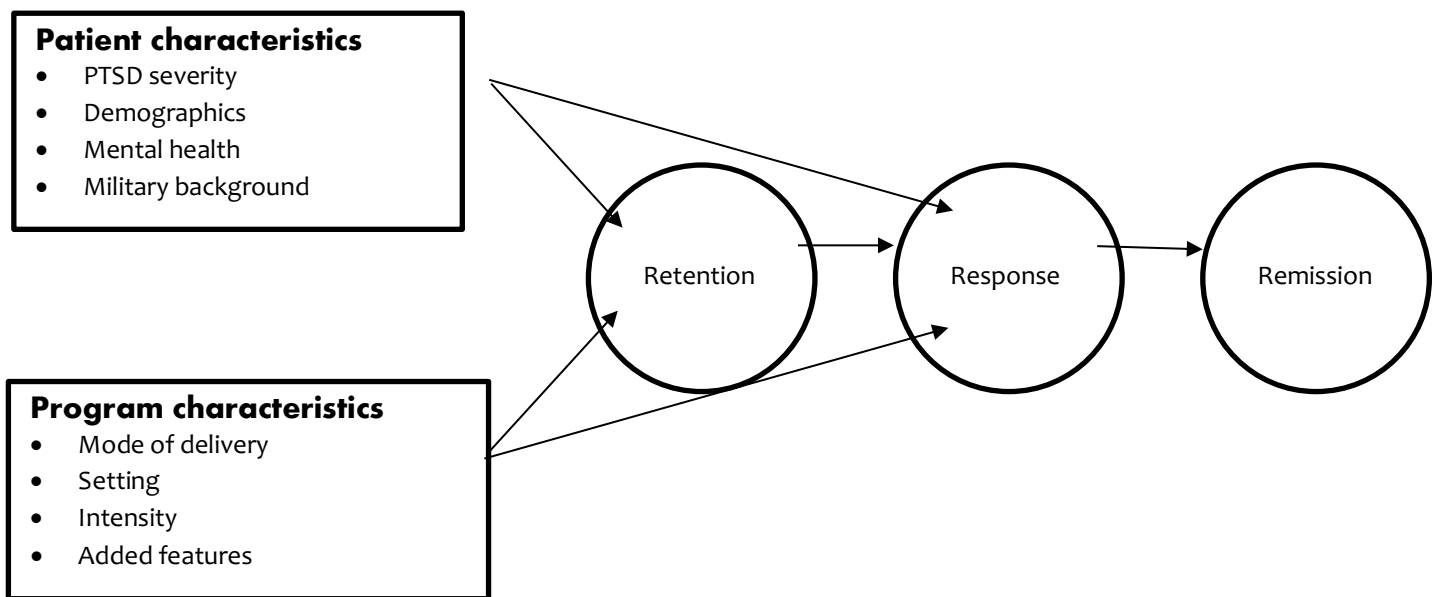 Patient characteristics
• PTSD severity
• Demographics
• Mental health
• Military background
Retention
Response
Remission
Program characteristics
• Mode of delivery
• Setting
• Intensity
• Added features